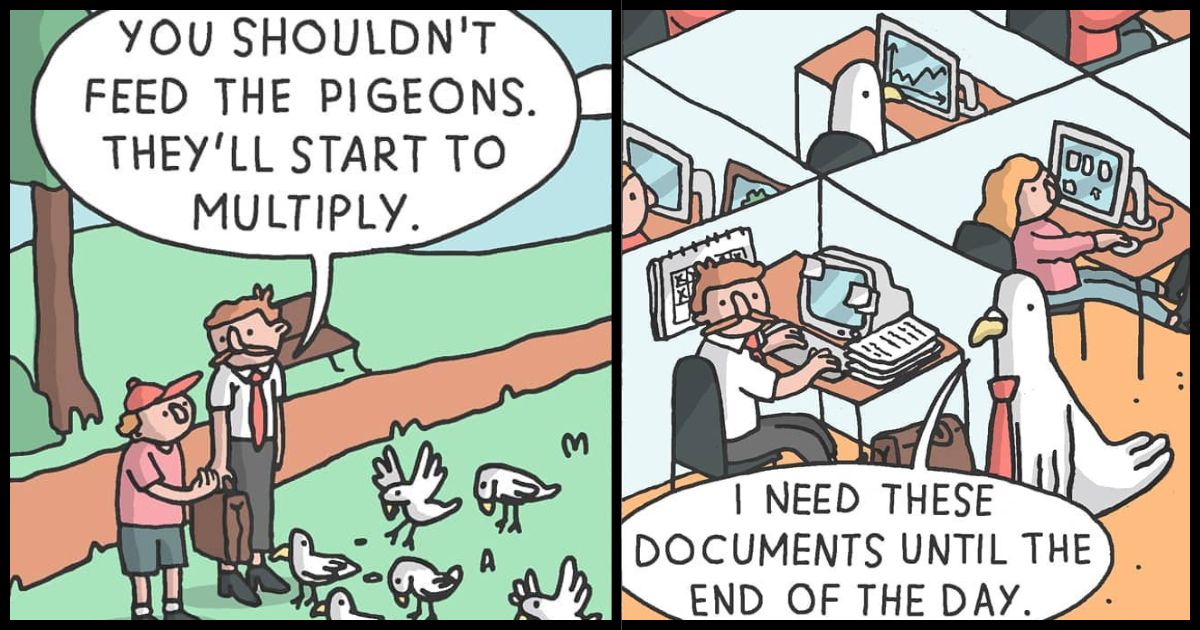 YOU SHOULDN'T
FEED THE PIGEONS.
THEY'LL START TO
MULTIPLY.
I NEED THESE
DOCUMENTS UNTIL THE
END OF THE DAY.